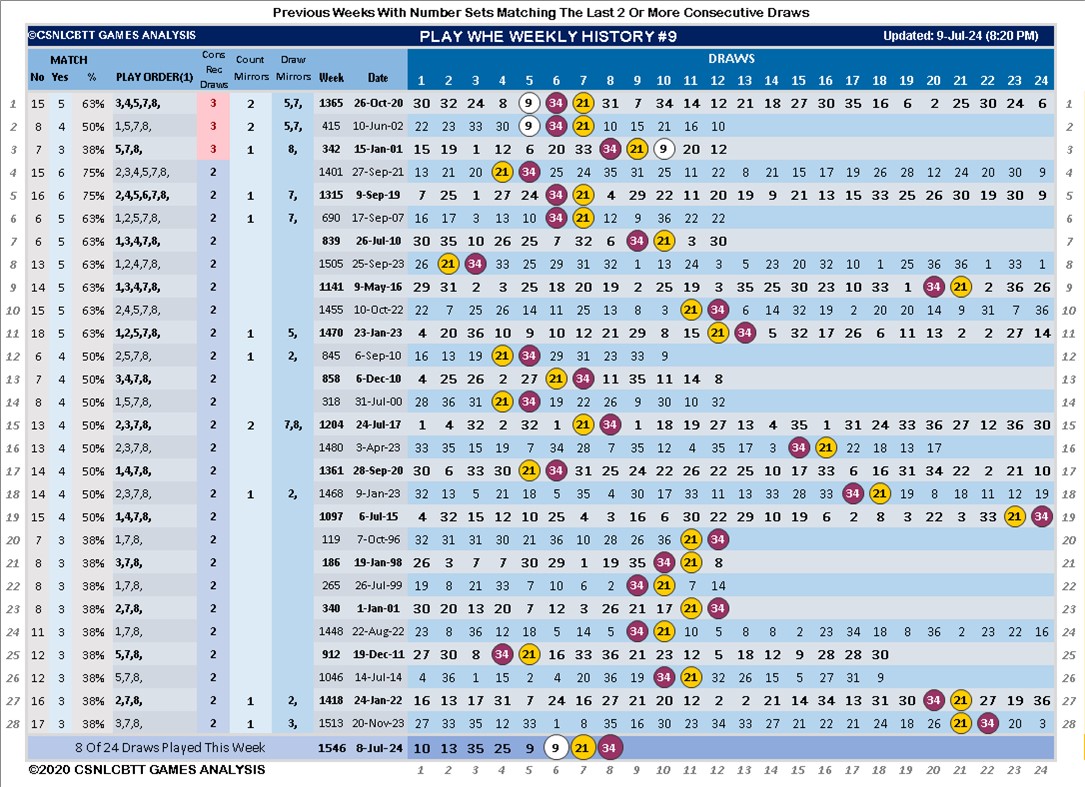 Previous Weeks With Number Sets Matching The Last 2 Or More Consecutive Draws
©CSNLCBTT GAMES ANALYSIS PLAY WHE WEEKLY HISTORY #9 Updated: 9-Jul-24 (8:20 PM)
MATCH Cons Count Draw DRAWS
No Yes % PLAY ORDER(1) Rec Draws Mirrors Mirrors Week Date 1 2 3 4 5 6 7 8 9 10 11 12 13 14 15 16 17 18 19 20 21 22 23 24
1 15 5 63% 3,4,5,7,8, 3 2 5,7, 1365 26-Oct-20 30 32 24 8 9 34 21 31 7 34 14 12 21 18 27 30 35 16 6 2 25 30 24 6 1
2 8 4 50% 1,5,7,8, 3 2 5,7, 415 10-Jun-02 22 23 33 30 9 34 21 10 15 21 16 10 2
3 7 3 38% 5,7,8, 3 1 8, 342 15-Jan-01 15 19 1 12 6 20 33 34 21 9 20 12 3
4 15 6 75% 2,3,4,5,7,8, 2 1401 27-Sep-21 13 21 20 21 34 25 24 35 31 25 11 22 8 21 15 17 19 26 28 12 24 20 30 9 4
5 16 6 75% 2,4,5,6,7,8, 2 1 7, 1315 9-Sep-19 7 25 1 27 24 34 21 4 29 22 11 20 19 9 21 13 15 33 25 26 30 19 30 9 5
6 6 5 63% 1,2,5,7,8, 2 1 7, 690 17-Sep-07 16 17 3 13 10 34 21 12 9 36 22 22 6
7 6 5 63% 1,3,4,7,8, 2 839 26-Jul-10 30 35 10 26 25 7 32 6 34 21 3 30 7
8 13 5 63% 1,2,4,7,8, 2 1505 25-Sep-23 26 21 34 33 25 29 31 32 1 13 24 3 5 23 20 32 10 1 25 36 36 1 33 1 8
9 14 5 63% 1,3,4,7,8, 2 1141 9-May-16 29 31 2 3 25 18 20 19 2 25 19 3 35 25 30 23 10 33 1 34 21 2 36 26 9
10 15 5 63% 2,4,5,7,8, 2 1455 10-Oct-22 22 7 25 26 14 11 25 13 8 3 21 34 6 14 32 19 2 20 20 14 9 31 7 36 10
11 18 5 63% 1,2,5,7,8, 2 1 5, 1470 23-Jan-23 4 20 36 10 9 10 12 21 29 8 15 21 34 5 32 17 26 6 11 13 2 2 27 14 11
12 6 4 50% 2,5,7,8, 2 1 2, 845 6-Sep-10 16 13 19 21 34 29 31 23 33 9 12
13 7 4 50% 3,4,7,8, 2 858 6-Dec-10 4 25 26 2 27 21 34 11 35 11 14 8 13
14 8 4 50% 1,5,7,8, 2 318 31-Jul-00 28 36 31 21 34 19 22 26 9 30 10 32 14
15 13 4 50% 2,3,7,8, 2 2 7,8, 1204 24-Jul-17 1 4 32 2 32 1 21 34 1 18 19 27 13 4 35 1 31 24 33 36 27 12 36 30 15
16 13 4 50% 2,3,7,8, 2 1480 3-Apr-23 33 35 15 19 7 34 28 7 35 12 4 35 17 3 34 21 22 20 19 17 16
17 14 4 50% 1,4,7,8, 2 1361 28-Sep-20 30 6 33 30 21 34 31 25 24 22 26 22 25 10 17 33 6 16 31 34 22 2 21 10 17
18 14 4 50% 2,3,7,8, 2 1 2, 1468 9-Jan-23 32 13 5 21 18 5 35 4 30 17 33 11 13 33 28 33 34 21 19 8 18 11 12 19 18
19 15 4 50% 1,4,7,8, 2 1097 6-Jul-15 4 32 15 12 10 25 4 3 16 6 30 22 29 10 19 6 2 8 3 22 3 33 21 34 19
20 7 3 38% 1,7,8, 2 119 7-Oct-96 32 31 31 30 21 36 10 28 26 36 21 34 20
21 8 3 38% 3,7,8, 2 186 19-Jan-98 26 3 7 7 30 29 1 19 35 34 21 8 21
22 8 3 38% 1,7,8, 2 265 26-Jul-99 19 8 21 33 7 10 6 2 34 21 7 14 22
23 8 3 38% 2,7,8, 2 340 1-Jan-01 30 20 13 20 7 12 3 26 21 17 21 34 23
24 11 3 38% 1,7,8, 2 1448 22-Aug-22 23 8 36 12 18 5 14 5 34 21 10 5 8 8 2 23 34 18 8 36 2 23 22 16 24
25 12 3 38% 5,7,8, 2 912 19-Dec-11 27 30 8 34 21 16 33 36 21 23 12 5 18 12 9 28 28 30 25
26 12 3 38% 5,7,8, 2 1046 14-Jul-14 4 36 1 15 2 4 20 36 19 34 21 32 26 15 5 27 31 9 26
27 16 3 38% 2,7,8, 2 1 2, 1418 24-Jan-22 16 13 17 31 7 24 16 27 21 20 12 2 2 21 14 34 13 31 30 34 21 27 19 36 27
28 17 3 38% 3,7,8, 2 1 3, 1513 20-Nov-23 27 33 35 12 33 1 8 35 16 30 23 34 33 27 21 22 21 24 18 26 21 34 20 3 28
8 Of 24 Draws Played This Week 1546 8-Jul-24 10 13 35 25 9 9 21 34
©2020 CSNLCBTT GAMES ANALYSIS 1 2 3 4 5 6 7 8 9 10 11 12 13 14 15 16 17 18 19 20 21 22 23 24